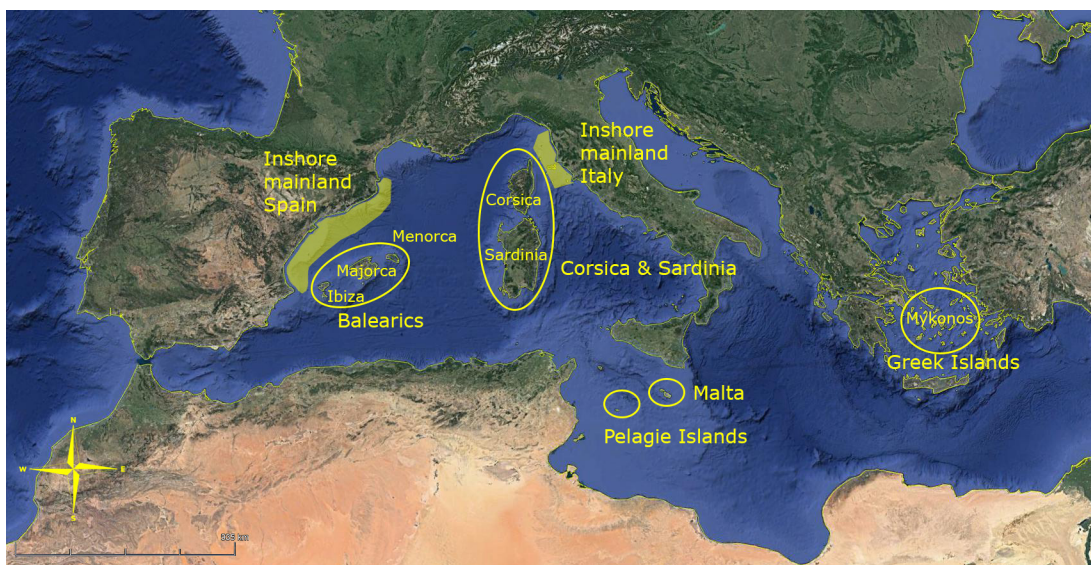 Inshore
mainland
Spain
Inshore
mainland
Italy
Corsica
Menorca
Majorca
Ibiza
Balearics
Sardinia
Corsica & Sardinia
Mykonos
Greek Islands
Malta
Pelagie Islands
N
W
E
S
km